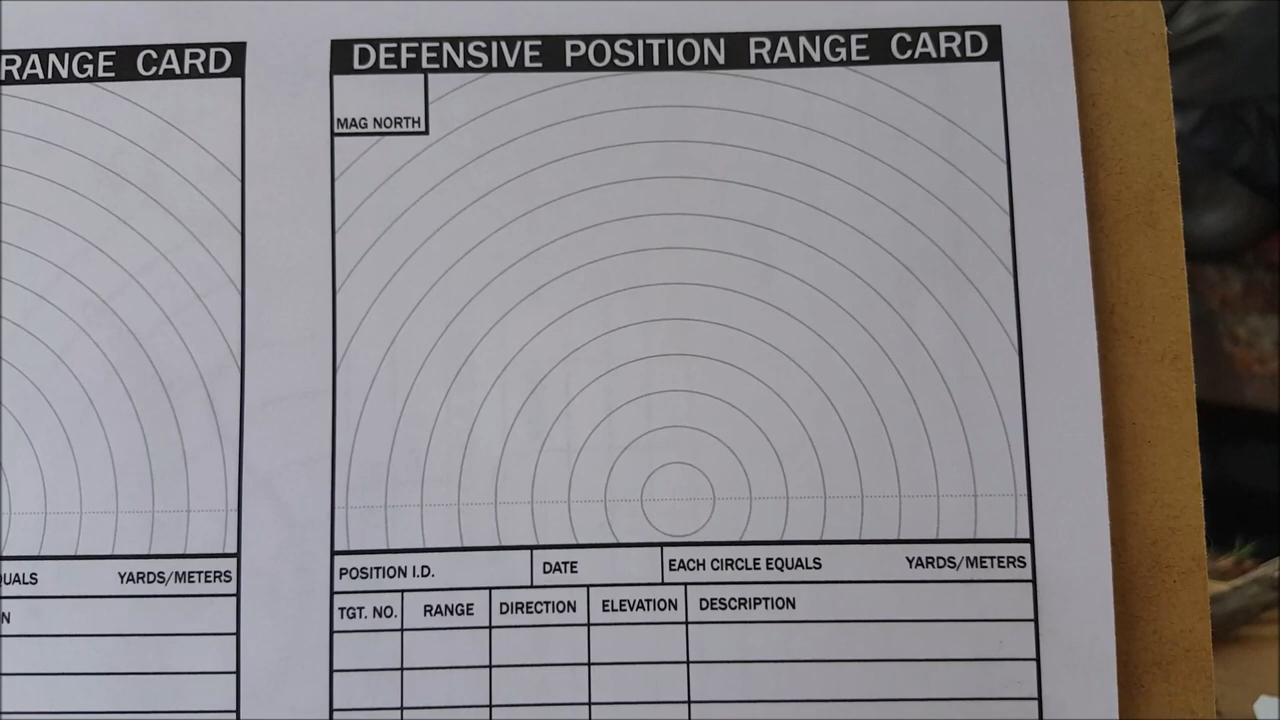 RANGE CARD
UALS YARDS/METERS
N
DEFENSIVE POSITION RANGE CARD
MAG NORTH
POSITION I.D. DATE EACH CIRCLE EQUALS YARDS/METERS
TGT. NO. RANGE DIRECTION ELEVATION DESCRIPTION